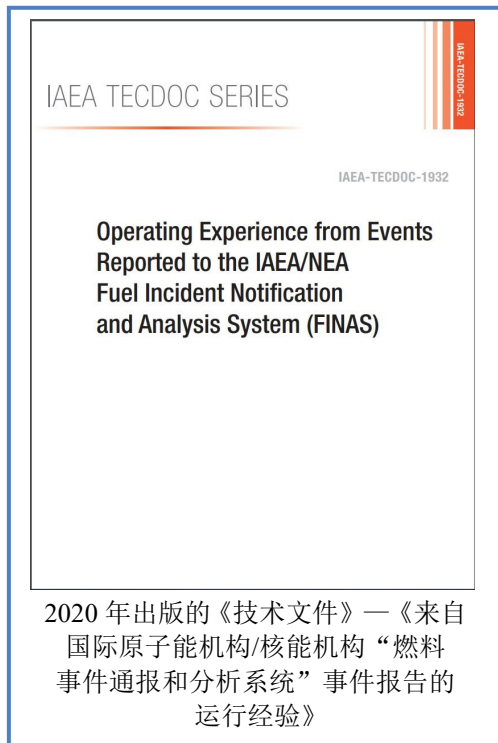 IAEA-TECDOC-1932
IAEA TECDOC SERIES
IAEA-TECDOC-1932
Operating Experience from Events
Reported to the IAEA/NEA
Fuel Incident Notification
and Analysis System (FINAS)
2020 年出版的《技术文件》—《来自
国际原子能机构/核能机构“燃料
事件通报和分析系统”事件报告的
运行经验》